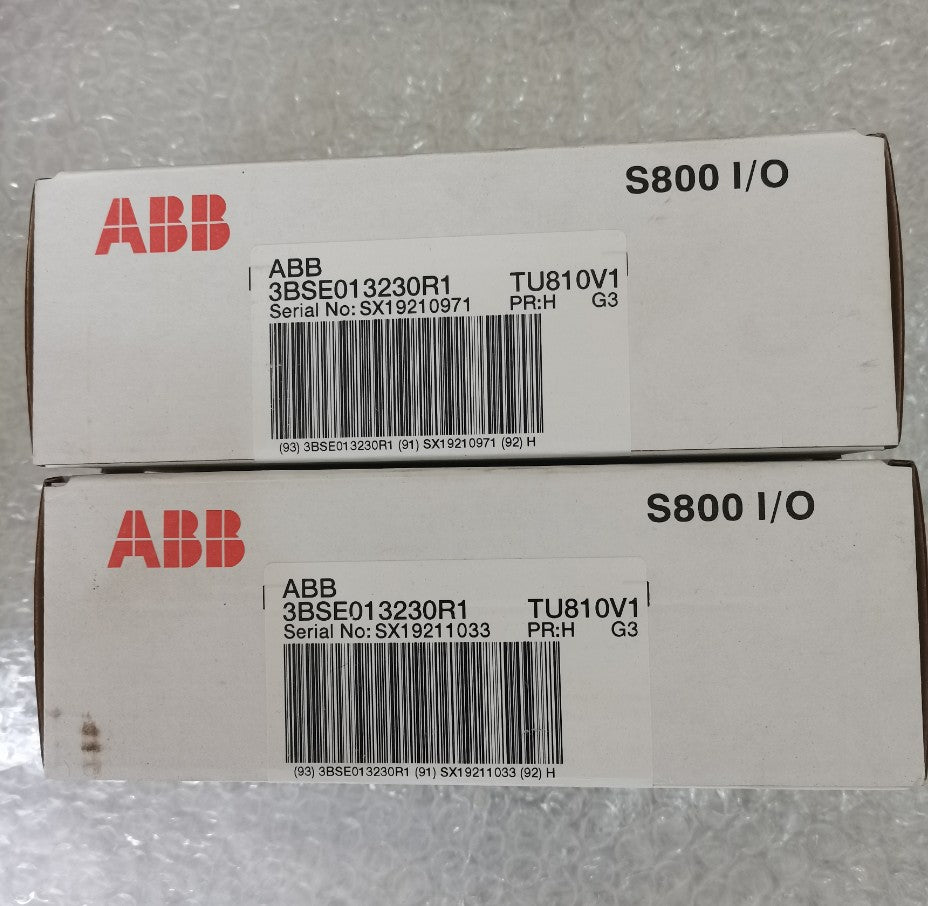 ABB
S800 I/O
ABB
3BSE013230R1 TU810V1
Serial No: SX19210971 PR:H G3
(93) 3BSE013230R1 (91) SX19210971 (92) H
ABB
S800 I/O
ABB
3BSE013230R1 TU810V1
Serial No: SX19211033 PR:H G3
(93) 3BSE013230R1 (91) SX19211033 (92) H